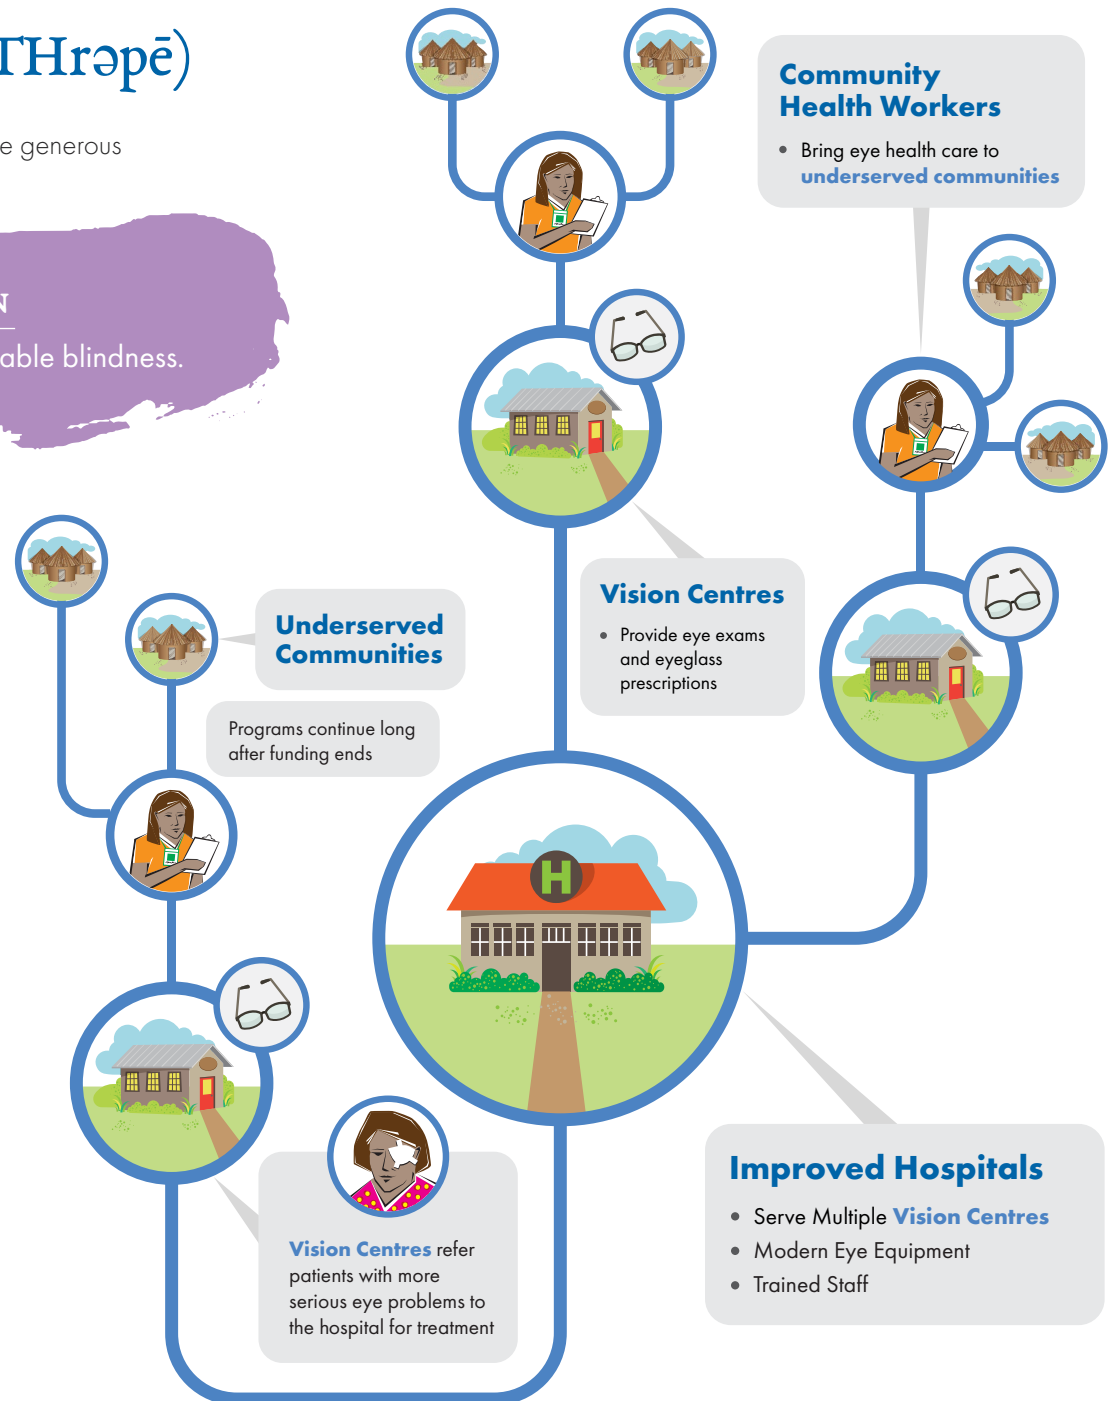 THrəpē)
e generous
N
able blindness.
Community
Health Workers
• Bring eye health care to
underserved communities
Vision Centres
• Provide eye exams
and eyeglass
prescriptions
Underserved
Communities
Programs continue long
after funding ends
H
Vision Centres refer
patients with more
serious eye problems to
the hospital for treatment
Improved Hospitals
• Serve Multiple Vision Centres
• Modern Eye Equipment
• Trained Staff